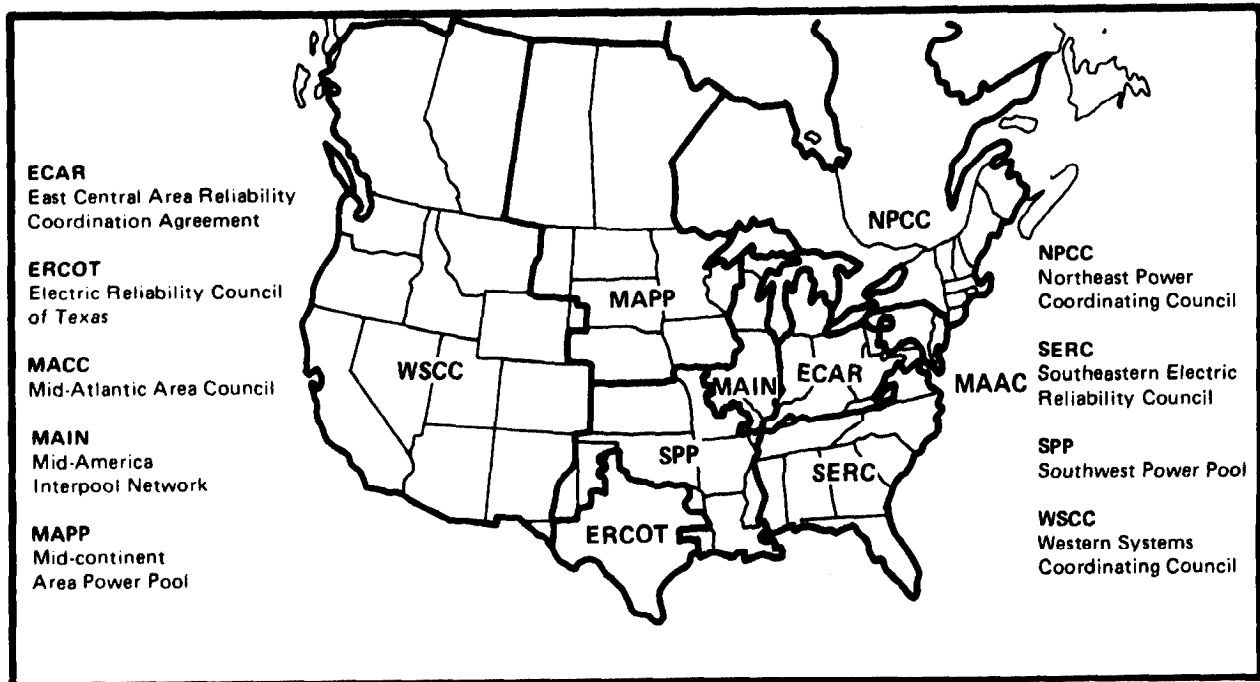 ECAR
East Central Area Reliability
Coordination Agreement
ERCOT
Electric Reliability Council
of Texas
MACC
Mid-Atlantic Area Council
MAIN
Mid-America
Interpool Network
MAPP
Mid-continent
Area Power Pool
NPCC
MAPP
WSCC
MAIN
ECAR
MAAC
SPP
SERC
ERCOT
NPCC
Northeast Power
Coordinating Council
SERC
Southeastern Electric
Reliability Council
SPP
Southwest Power Pool
WSCC
Western Systems
Coordinating Council